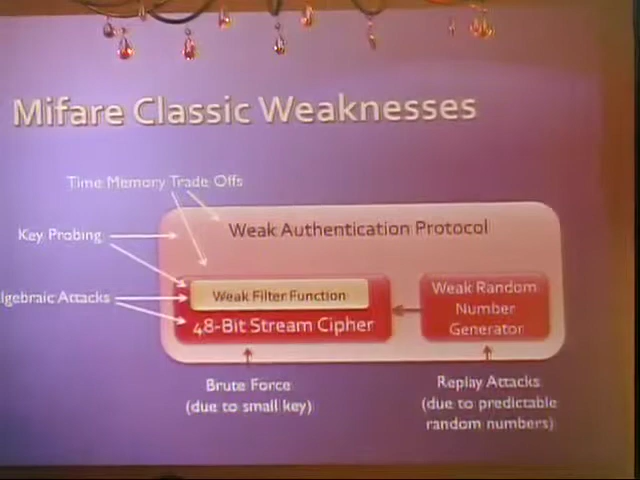 Mifare Classic Weaknesses
Time Memory Trade Offs
Key Probing
lgebraic Attacks
Weak Authentication Protocol
Weak Filter Function
48-Bit Stream Cipher
Weak Random
Number
Generator
Brute Force
(due to small key)
Replay Attacks
(due to predictable
random numbers)